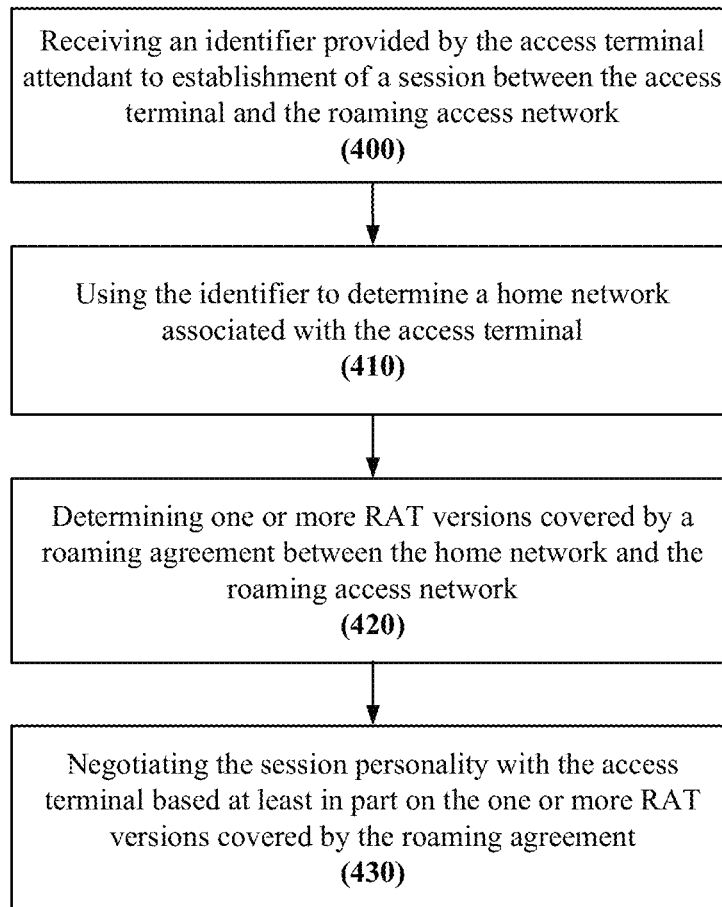 Receiving an identifier provided by the access terminal
attendant to establishment of a session between the access
terminal and the roaming access network
(400)
Using the identifier to determine a home network
associated with the access terminal
(410)
Determining one or more RAT versions covered by a
roaming agreement between the home network and the
roaming access network
(420)
Negotiating the session personality with the access
terminal based at least in part on the one or more RAT
versions covered by the roaming agreement
(430)